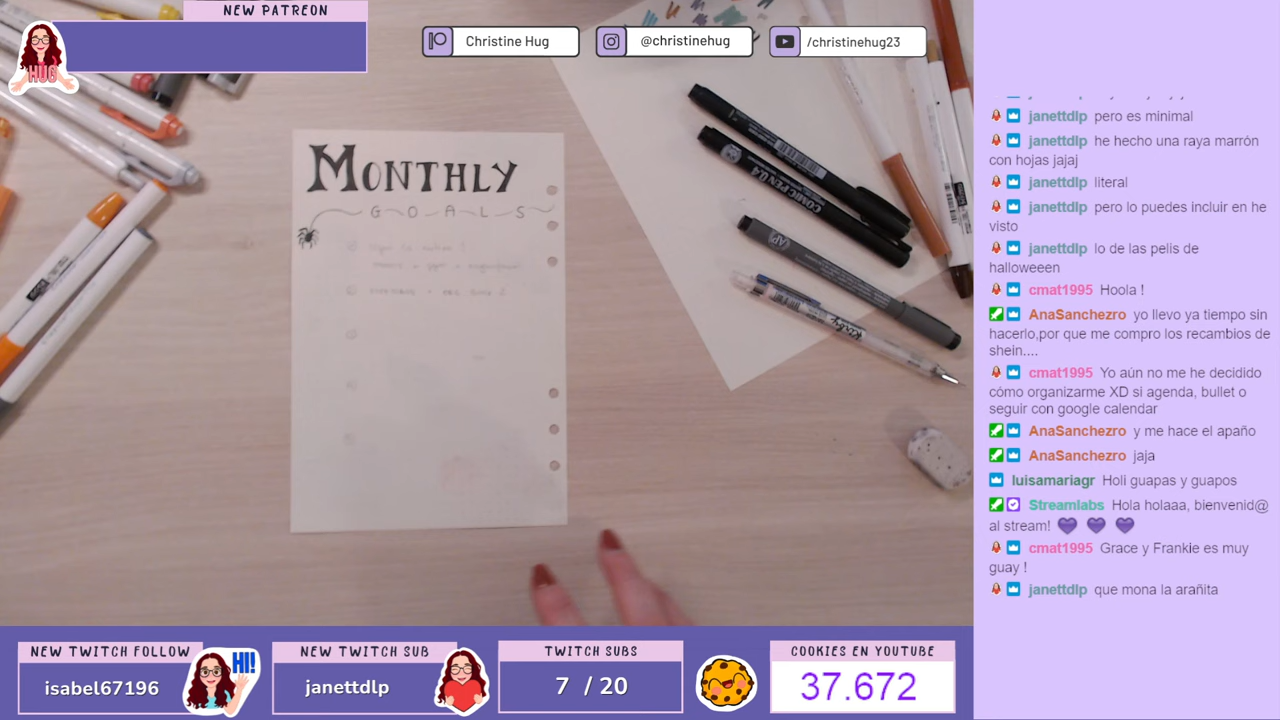 NEW PATREON
HUG
Christine Hug
@christinehug
/christinehug23
MONTHLY
GOALS
COMIC PEN 0.4
janettdlp pero es minimal
janettdlp he hecho una raya marrón
con hojas jajaj
janettdlp literal
janettdlp pero lo puedes incluir en he
visto
janettdlp lo de las pelis de
halloweeen
cmat1995 Hoola !
AnaSanchezro yo llevo ya tiempo sin
hacerlo,por que me compro los recambios de
shein....
cmat1995 Yo aún no me he decidido
cómo organizarme XD si agenda, bullet o
seguir con google calendar
AnaSanchezro y me hace el apaño
AnaSanchezro jaja
luisamariagr Holi guapas y guapos
Streamlabs Hola holaaa, bienvenid@
al stream!
cmat1995 Grace y Frankie es muy
guay !
janettdlp que mona la arañita
NEW TWITCH FOLLOW
isabel67196
HI!
NEW TWITCH SUB
janettdlp
TWITCH SUBS
7 / 20
COOKIES EN YOUTUBE
37.672